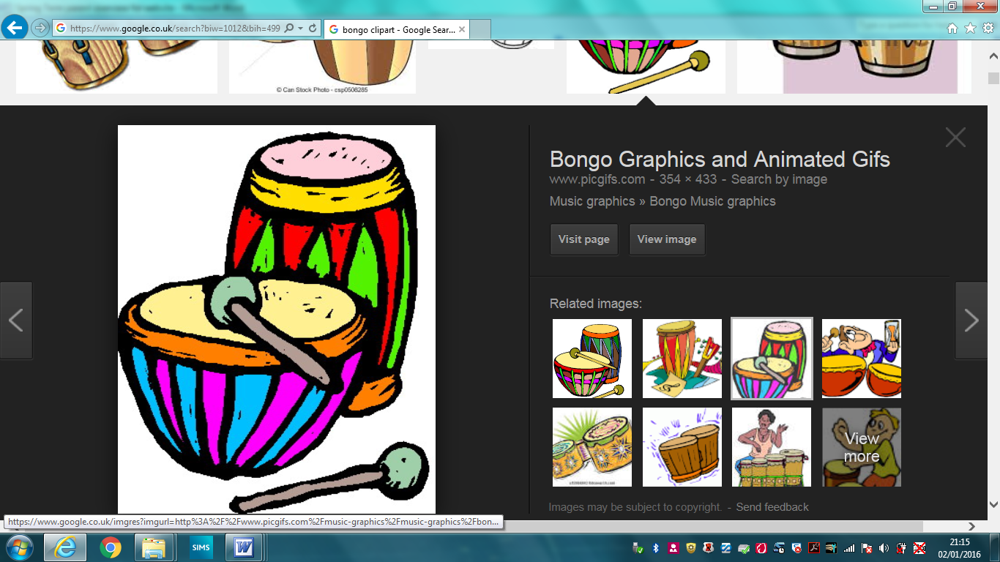 https://www.google.co.uk/search?biw=1012&bih=499
bongo clipart - Google Sear...
© Can Stock Photo - csp0508285
Bongo Graphics and Animated Gifs
www.picgifs.com - 354 × 433 - Search by image
Music graphics » Bongo Music graphics
Visit page
View image
Related images:
View
more
Images may be subject to copyright. - Send feedback
https://www.google.co.uk/imgres?imgurl=http%3A%2F%2Fwww.picgifs.com%2Fmusic-graphics%2Fmusic-graphics%2Fbon...
SIMS
21:15
02/01/2016